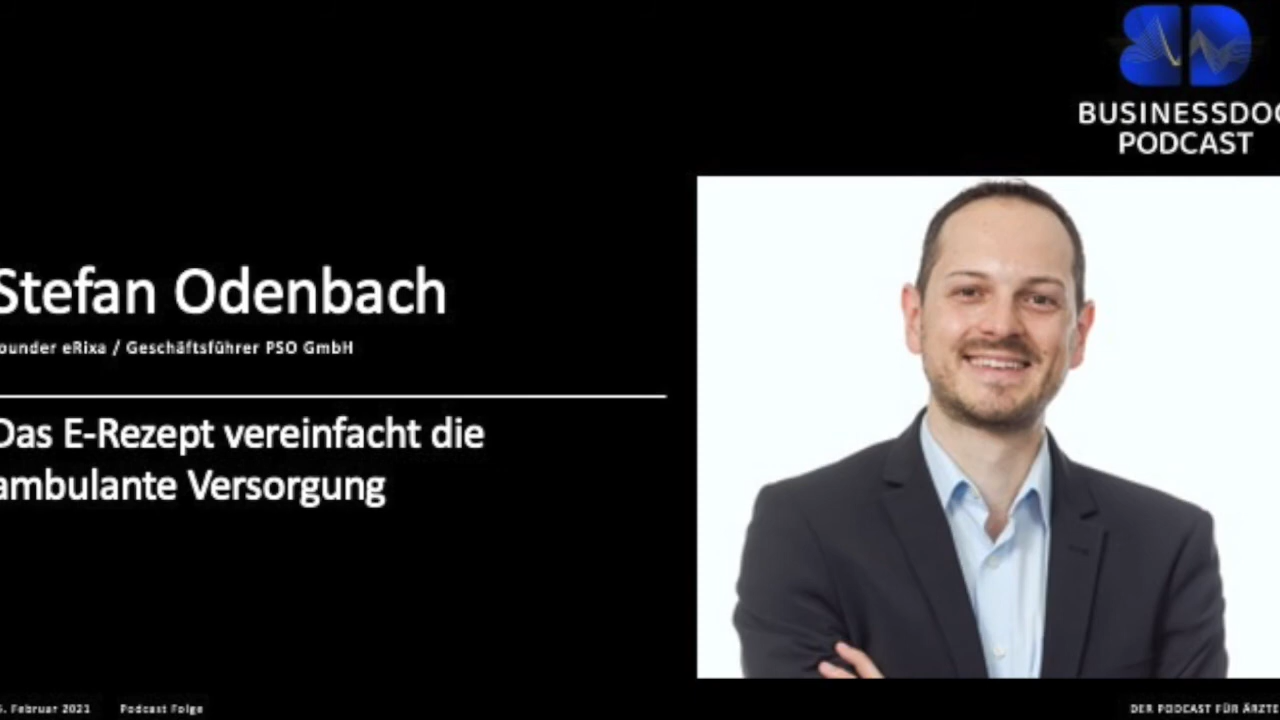 BUSINESSDOC
PODCAST
Stefan Odenbach
ounder eRixa / Geschäftsführer PSO GmbH
Das E-Rezept vereinfacht die
ambulante Versorgung
. Februar 2021
Podcast Folge
DER PODCAST FÜR ÄRZTE